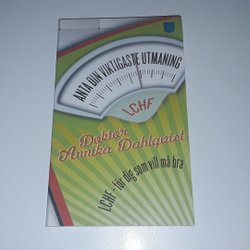 ANTA DIN VIKTIGASTE UTMANING
LCHF
Doktor
Annika Dahlqvist
LCHF - för dig som vill må bra